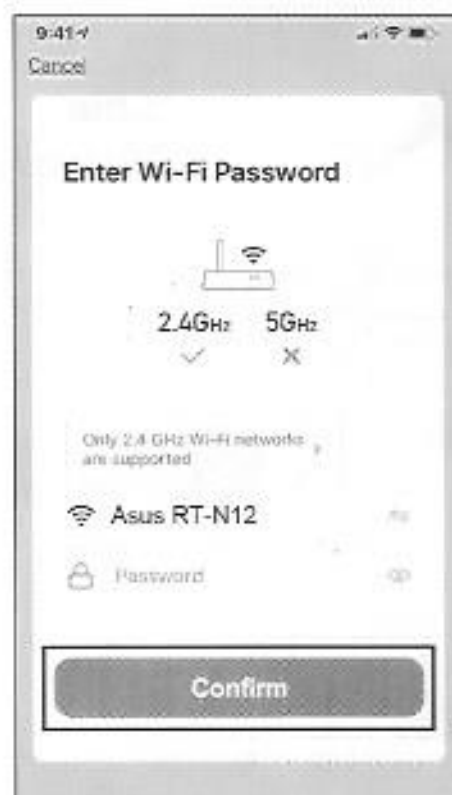 9:41
Cancel
Enter Wi-Fi Password
2.4GHz 5GHz
Only 2.4 GHz Wi-Fi networks
are supported
Asus RT-N12
Password
Confirm